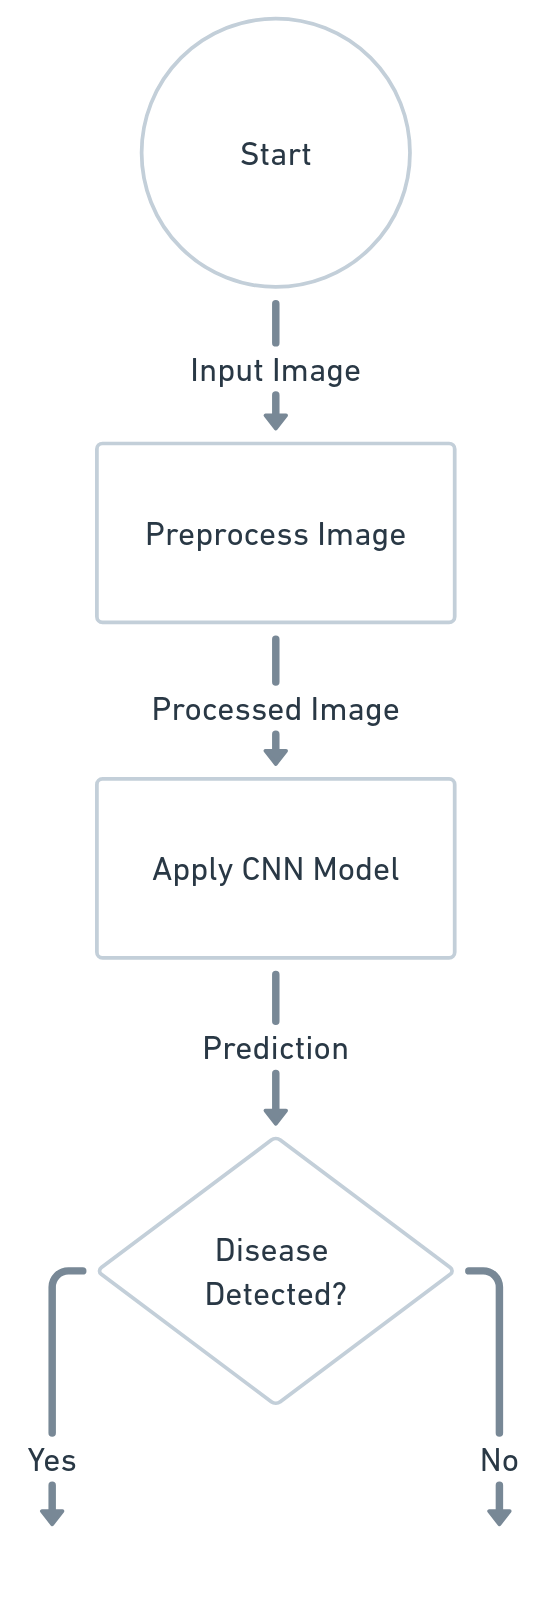 Start
Input Image
Preprocess Image
Processed Image
Apply CNN Model
Prediction
Disease
Detected?
Yes
No